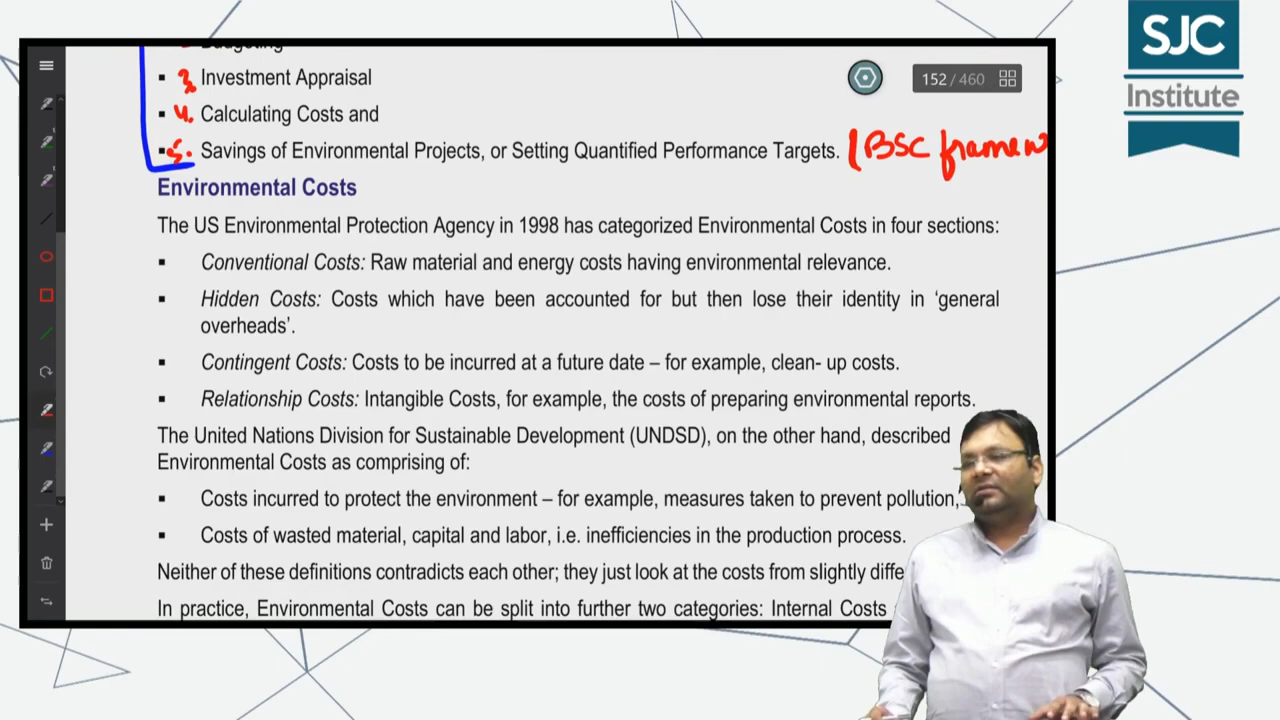 SJC
Institute
152 / 460
Budgeting
▪ 3. Investment Appraisal
▪ 4. Calculating Costs and
▪ 5. Savings of Environmental Projects, or Setting Quantified Performance Targets. (BSC framew
Environmental Costs
The US Environmental Protection Agency in 1998 has categorized Environmental Costs in four sections:
▪ Conventional Costs: Raw material and energy costs having environmental relevance.
▪ Hidden Costs: Costs which have been accounted for but then lose their identity in ‘general
overheads’.
▪ Contingent Costs: Costs to be incurred at a future date – for example, clean- up costs.
▪ Relationship Costs: Intangible Costs, for example, the costs of preparing environmental reports.
The United Nations Division for Sustainable Development (UNDSD), on the other hand, described
Environmental Costs as comprising of:
▪ Costs incurred to protect the environment – for example, measures taken to prevent pollution,
▪ Costs of wasted material, capital and labor, i.e. inefficiencies in the production process.
Neither of these definitions contradicts each other; they just look at the costs from slightly diffe
In practice, Environmental Costs can be split into further two categories: Internal Costs